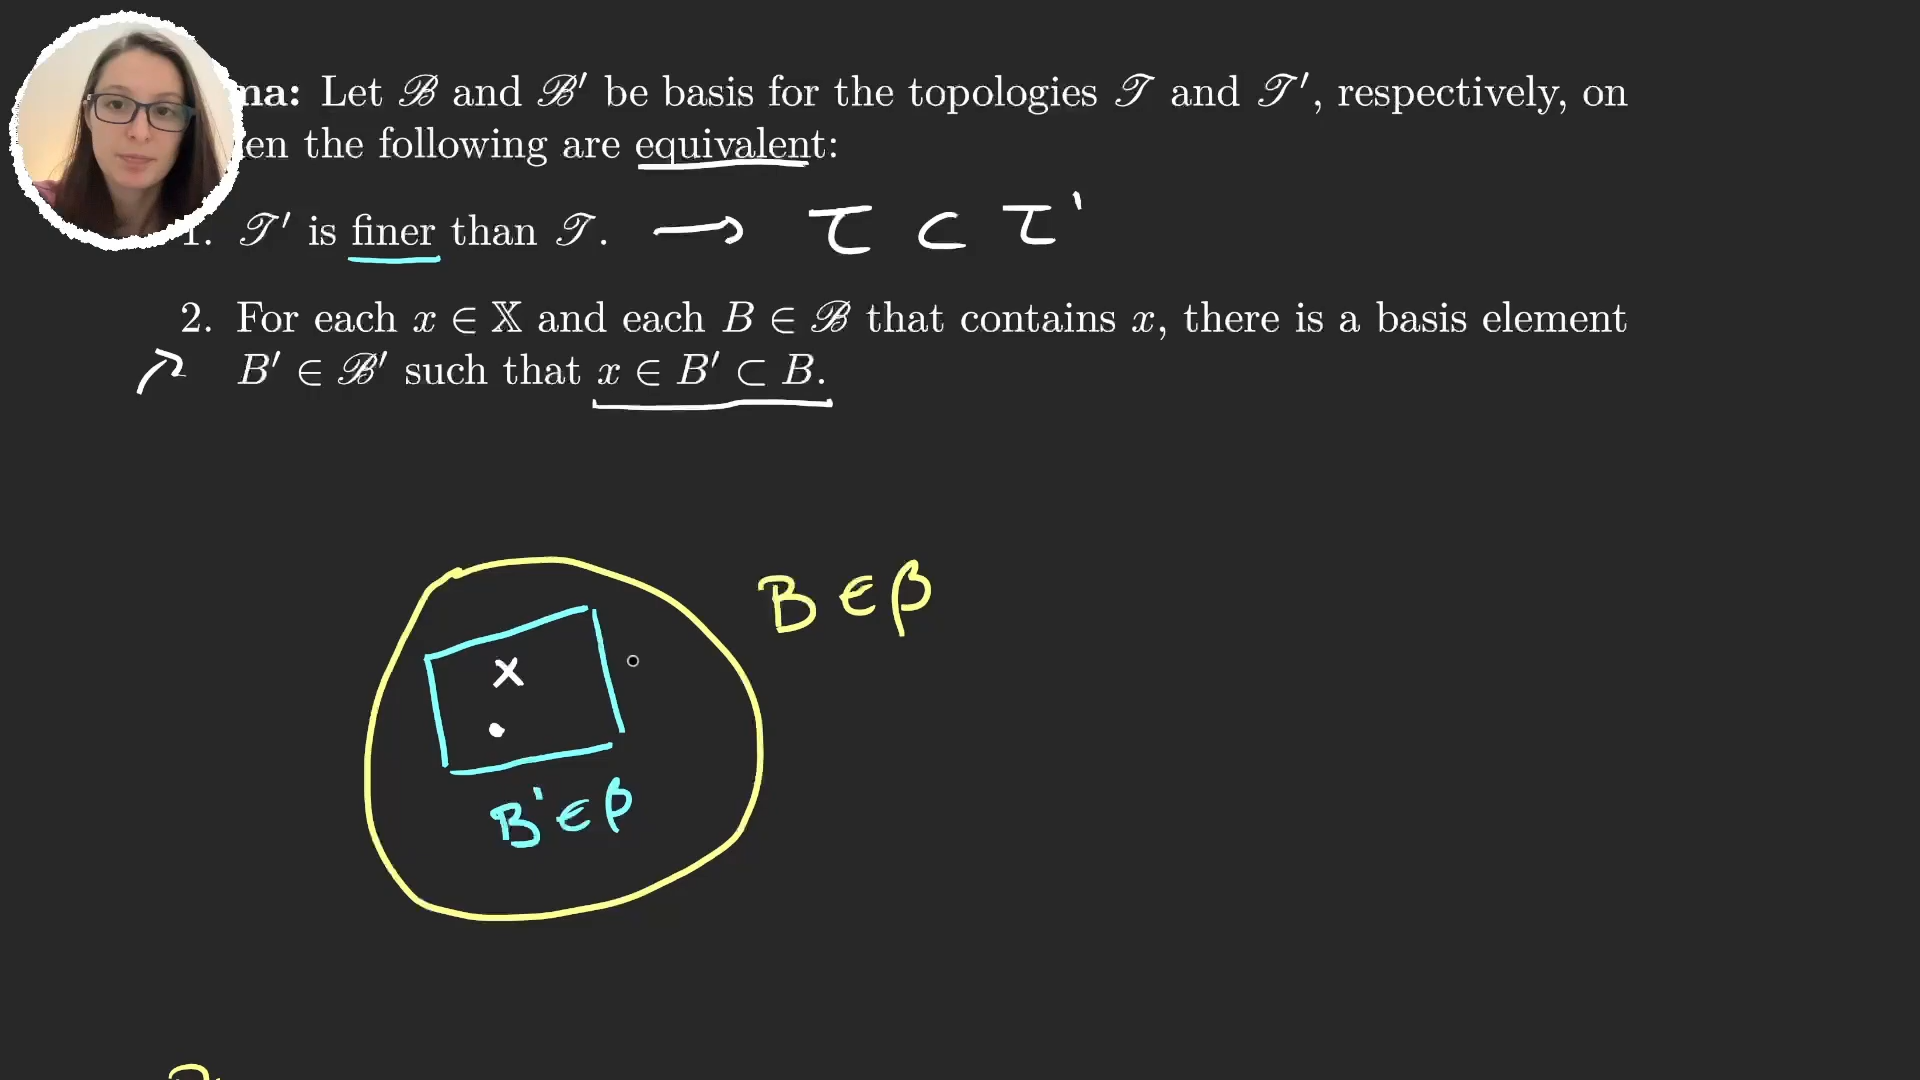 ma: Let ℬ and ℬ′ be basis for the topologies 𝒯 and 𝒯′, respectively, on
en the following are equivalent:
1. 𝒯′ is finer than 𝒯. → τ ⊂ τ'
2. For each x ∈ 𝕏 and each B ∈ ℬ that contains x, there is a basis element
B′ ∈ ℬ′ such that x ∈ B′ ⊂ B.
B ∈ β
x
B' ∈ β